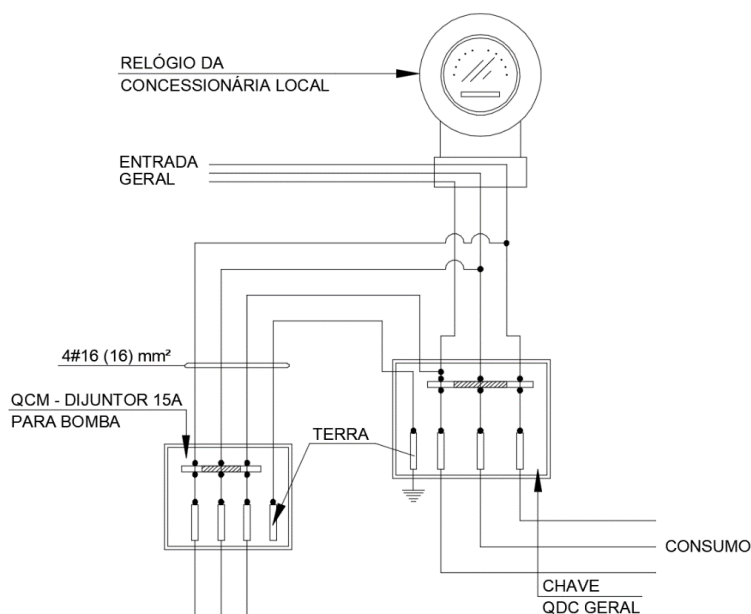 RELÓGIO DA
CONCESSIONÁRIA LOCAL
ENTRADA
GERAL
4#16 (16) mm²
QCM - DIJUNTOR 15A
PARA BOMBA
TERRA
CONSUMO
CHAVE
QDC GERAL